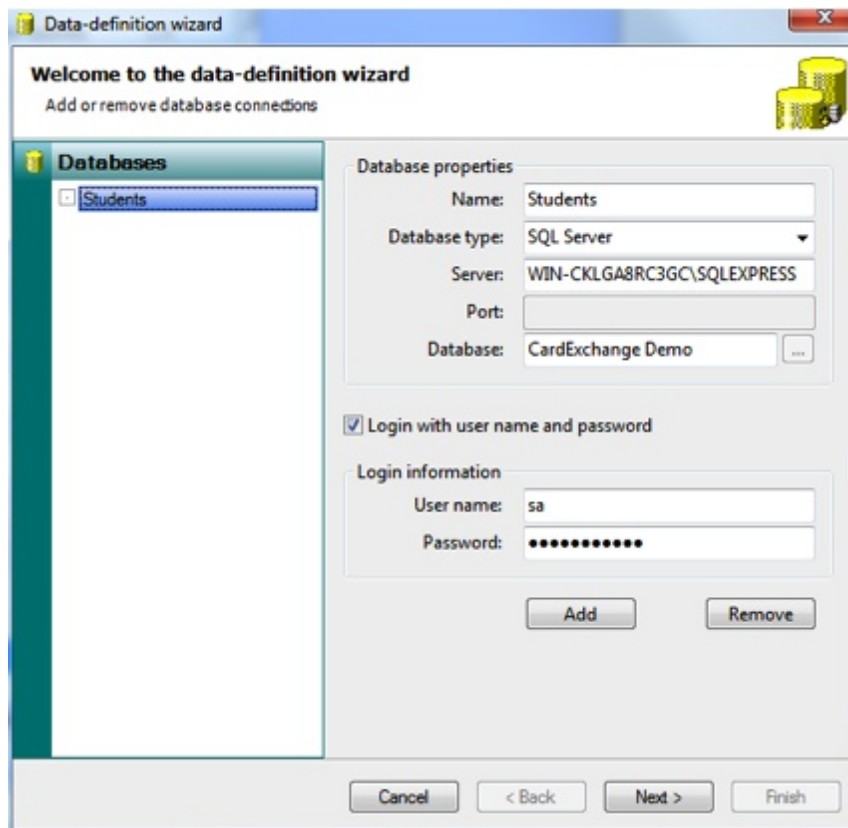 Data-definition wizard
Welcome to the data-definition wizard
Add or remove database connections
Databases
Students
Database properties
Name: Students
Database type: SQL Server
Server: WIN-CKLGA8RC3GC\SQLEXPRESS
Port:
Database: CardExchange Demo ...
Login with user name and password
Login information
User name: sa
Password: ●●●●●●●●●●●
Add Remove
Cancel < Back Next > Finish